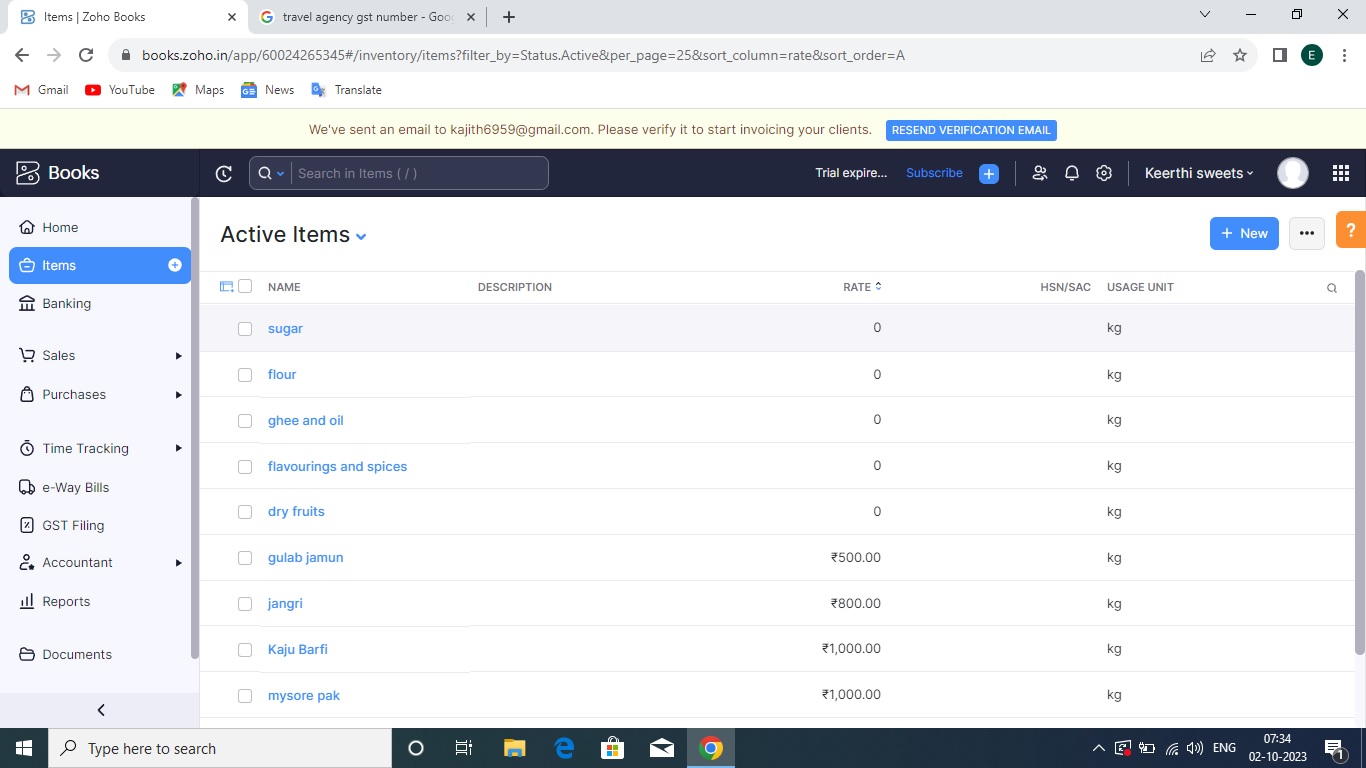 Items | Zoho Books
travel agency gst number - Goo
books.zoho.in/app/60024265345#/inventory/items?filter_by=Status.Active&per_page=25&sort_column=rate&sort_order=A
E
Gmail YouTube Maps News Translate
We've sent an email to kajith6959@gmail.com. Please verify it to start invoicing your clients. RESEND VERIFICATION EMAIL
Books
Search in Items ( / )
Trial expire... Subscribe
Keerthi sweets
Home
Items
Banking
Sales
Purchases
Time Tracking
e-Way Bills
GST Filing
Accountant
Reports
Documents
Active Items
+ New
?
NAME DESCRIPTION RATE HSN/SAC USAGE UNIT
sugar 0 kg
flour 0 kg
ghee and oil 0 kg
flavourings and spices 0 kg
dry fruits 0 kg
gulab jamun ₹500.00 kg
jangri ₹800.00 kg
Kaju Barfi ₹1,000.00 kg
mysore pak ₹1,000.00 kg
Type here to search
ENG
07:34
02-10-2023
1